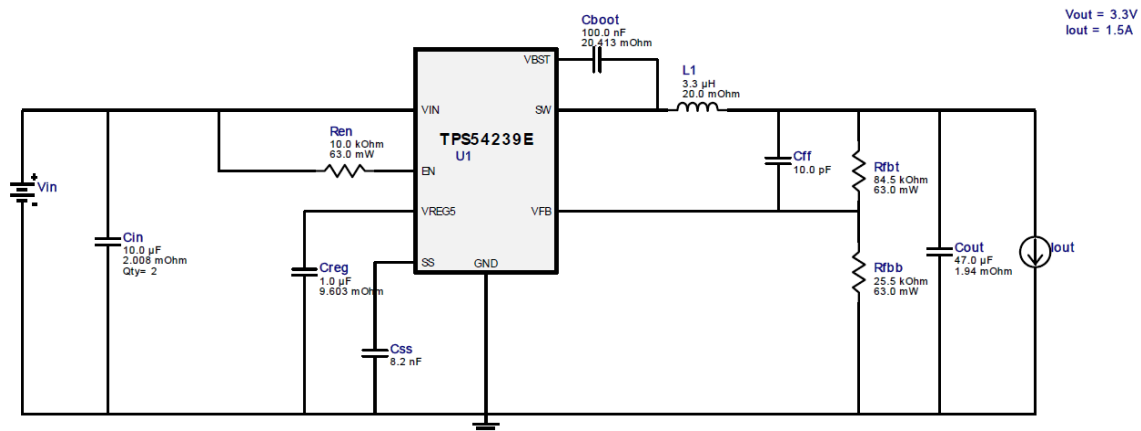 Vout = 3.3V
Iout = 1.5A
Cboot
100.0 nF
20.413 mOhm
VBST
L1
3.3 µH
20.0 mOhm
VIN
SW
TPS54239E
U1
Ren
10.0 kOhm
63.0 mW
EN
Cff
10.0 pF
Rfbt
84.5 kOhm
63.0 mW
Vin
VREG5
VFB
Cin
10.0 µF
2.008 mOhm
Qty= 2
Creg
1.0 µF
9.603 mOhm
SS
GND
Rfbb
25.5 kOhm
63.0 mW
Cout
47.0 µF
1.94 mOhm
Iout
Css
8.2 nF